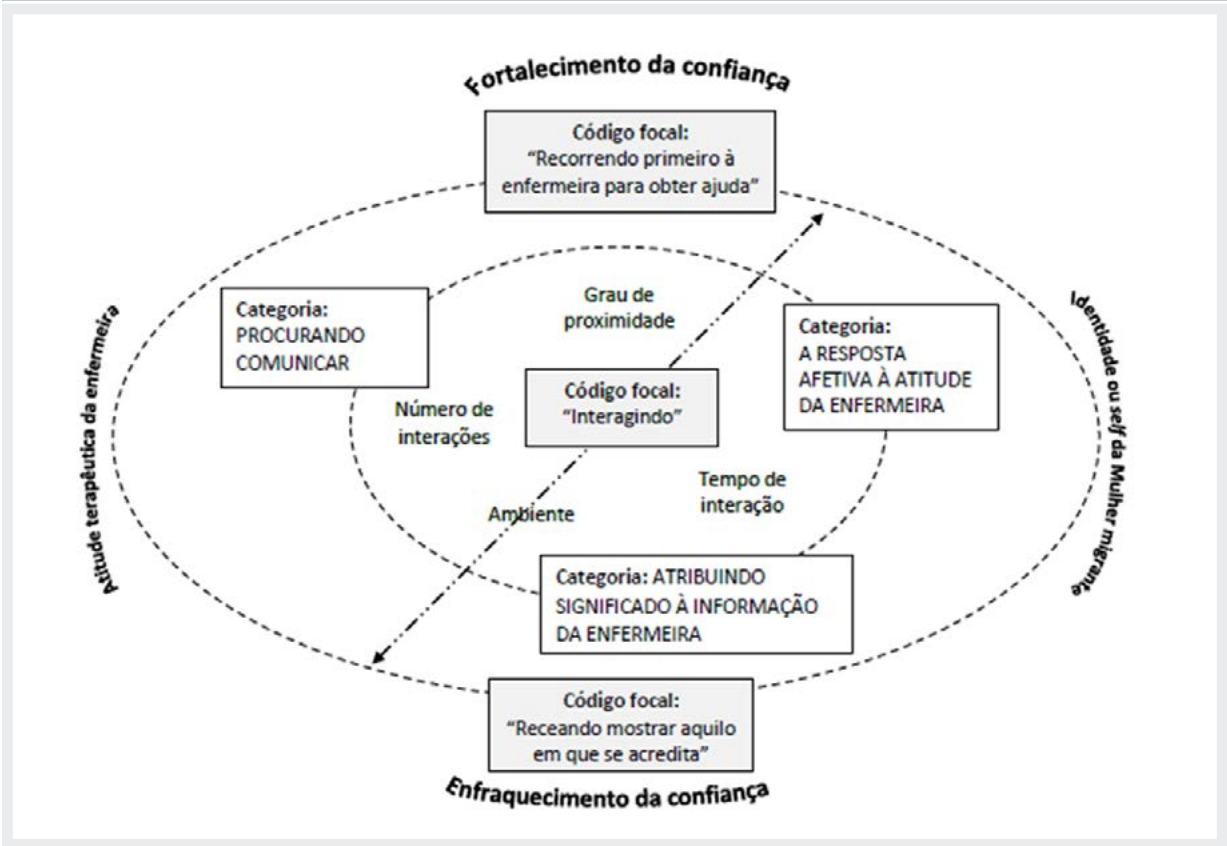 Fortalecimento da confiança
Código focal:
“Recorrendo primeiro à
enfermeira para obter ajuda”
Atitude terapêutica da enfermeira
Categoria:
PROCURANDO
COMUNICAR
Grau de
proximidade
Categoria:
A RESPOSTA
AFETIVA À ATITUDE
DA ENFERMEIRA
Identidade ou self da Mulher migrante
Código focal:
“Interagindo”
Número de
interações
Tempo de
interação
Ambiente
Categoria: ATRIBUINDO
SIGNIFICADO À INFORMAÇÃO
DA ENFERMEIRA
Código focal:
“Receando mostrar aquilo
em que se acredita”
Enfraquecimento da confiança